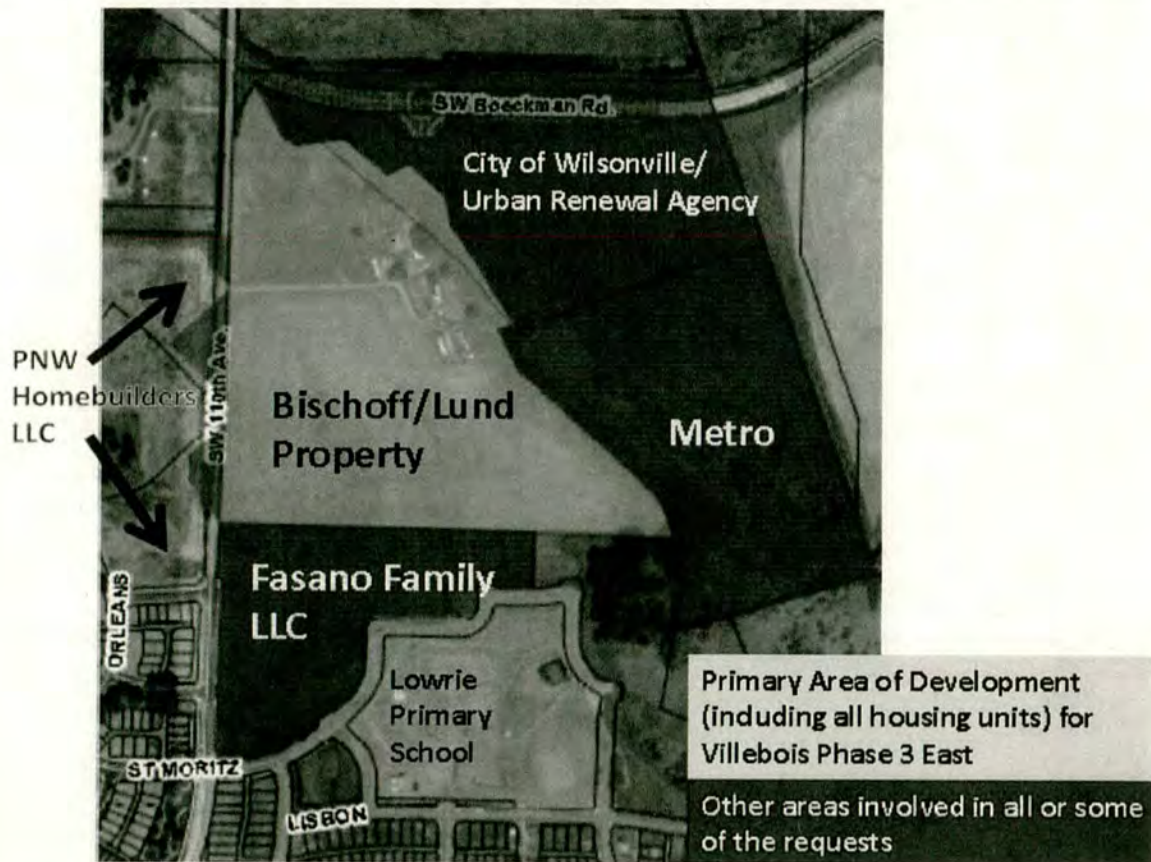 SW Boeckman Rd.
City of Wilsonville/
Urban Renewal Agency
PNW
Homebuilders
LLC
SW 110th Ave.
Bischoff/Lund
Property
Metro
Fasano Family
LLC
ORLEANS
Lowrie
Primary
School
ST MORITZ
LISBON
Primary Area of Development
(including all housing units) for
Villebois Phase 3 East
Other areas involved in all or some
of the requests